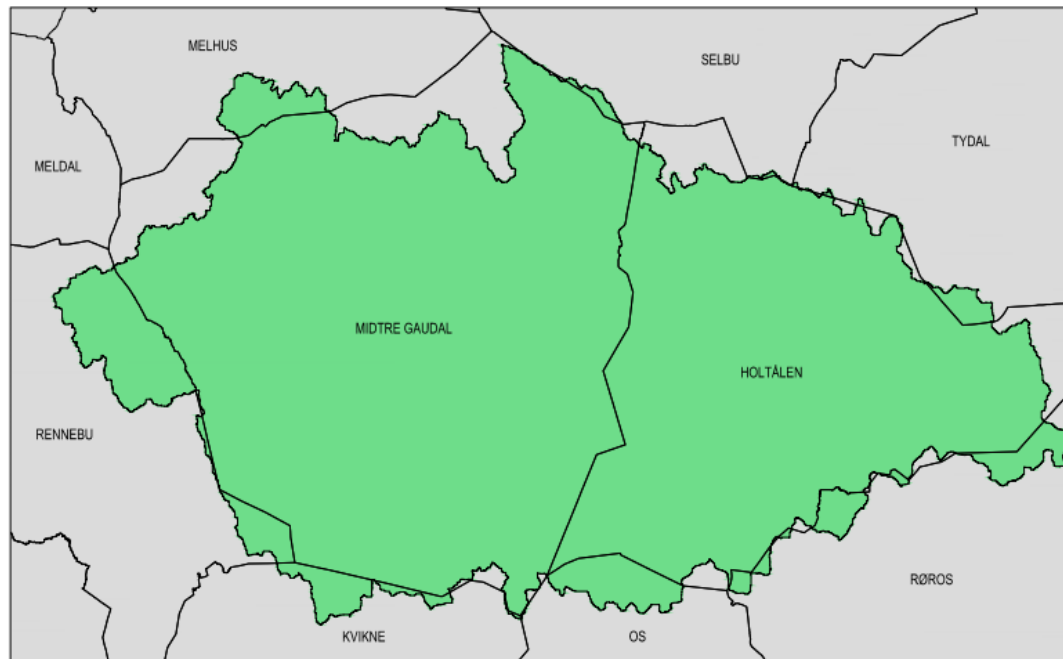 MELHUS
SELBU
TYDAL
MELDAL
MIDTRE GAUDAL
HOLTÅLEN
RENNEBU
RØROS
KVIKNE
OS